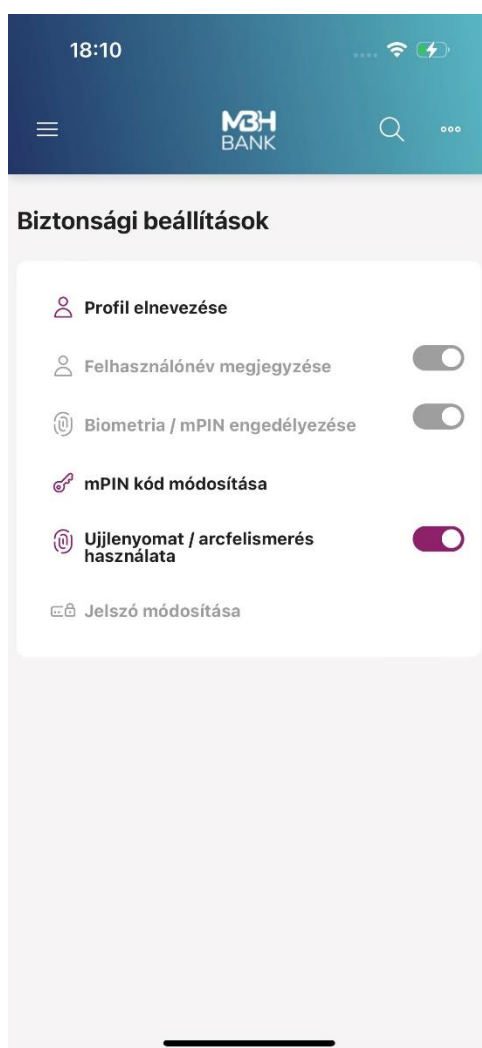 18:10
MBH
BANK
Biztonsági beállítások
Profil elnevezése
Felhasználónév megjegyzése
Biometria / mPIN engedélyezése
mPIN kód módosítása
Ujjlenyomat / arcfelismerés
használata
Jelszó módosítása